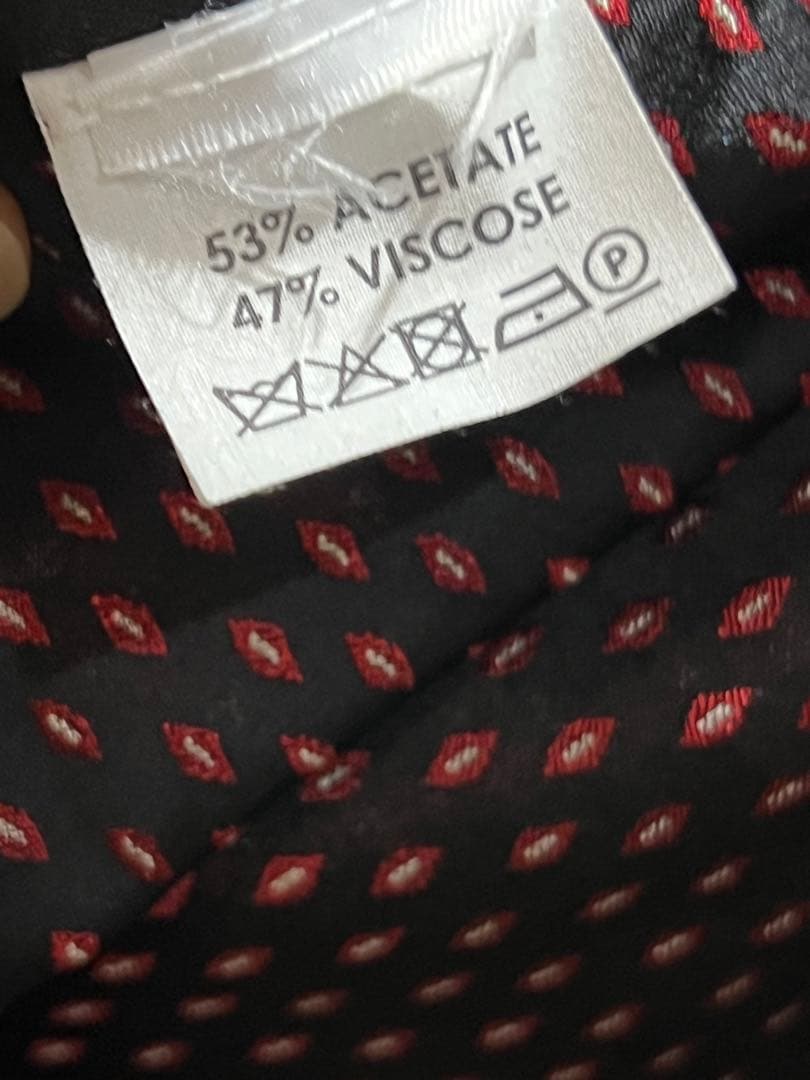 53% ACETATE
47% VISCOSE
P